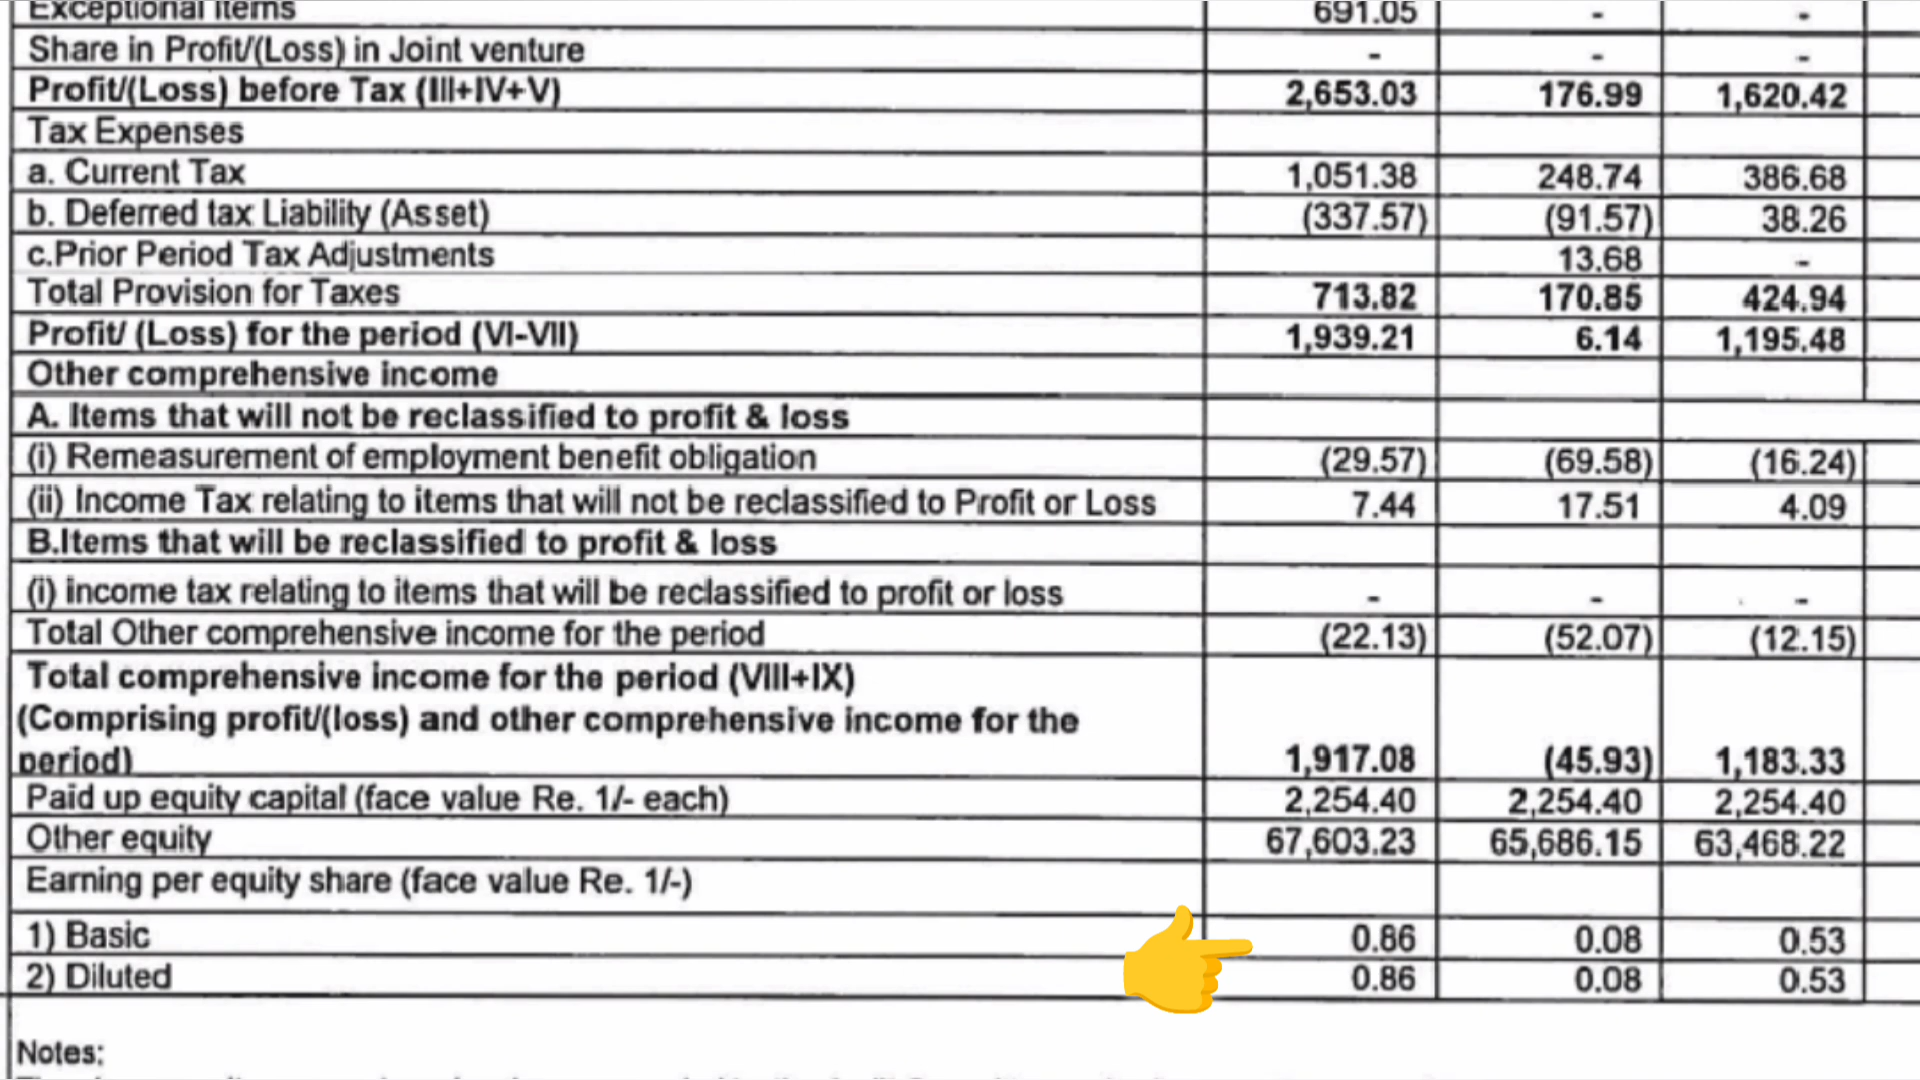 Exceptional items 691.05 - -
Share in Profit/(Loss) in Joint venture - - -
Profit/(Loss) before Tax (III+IV+V) 2,653.03 176.99 1,620.42
Tax Expenses
a. Current Tax 1,051.38 248.74 386.68
b. Deferred tax Liability (Asset) (337.57) (91.57) 38.26
c.Prior Period Tax Adjustments 13.68 -
Total Provision for Taxes 713.82 170.85 424.94
Profit/ (Loss) for the period (VI-VII) 1,939.21 6.14 1,195.48
Other comprehensive income
A. Items that will not be reclassified to profit & loss
(i) Remeasurement of employment benefit obligation (29.57) (69.58) (16.24)
(ii) Income Tax relating to items that will not be reclassified to Profit or Loss 7.44 17.51 4.09
B.Items that will be reclassified to profit & loss
(i) income tax relating to items that will be reclassified to profit or loss - - -
Total Other comprehensive income for the period (22.13) (52.07) (12.15)
Total comprehensive income for the period (VIII+IX)
(Comprising profit/(loss) and other comprehensive income for the
period) 1,917.08 (45.93) 1,183.33
Paid up equity capital (face value Re. 1/- each) 2,254.40 2,254.40 2,254.40
Other equity 67,603.23 65,686.15 63,468.22
Earning per equity share (face value Re. 1/-)
1) Basic 0.86 0.08 0.53
2) Diluted 0.86 0.08 0.53
Notes: